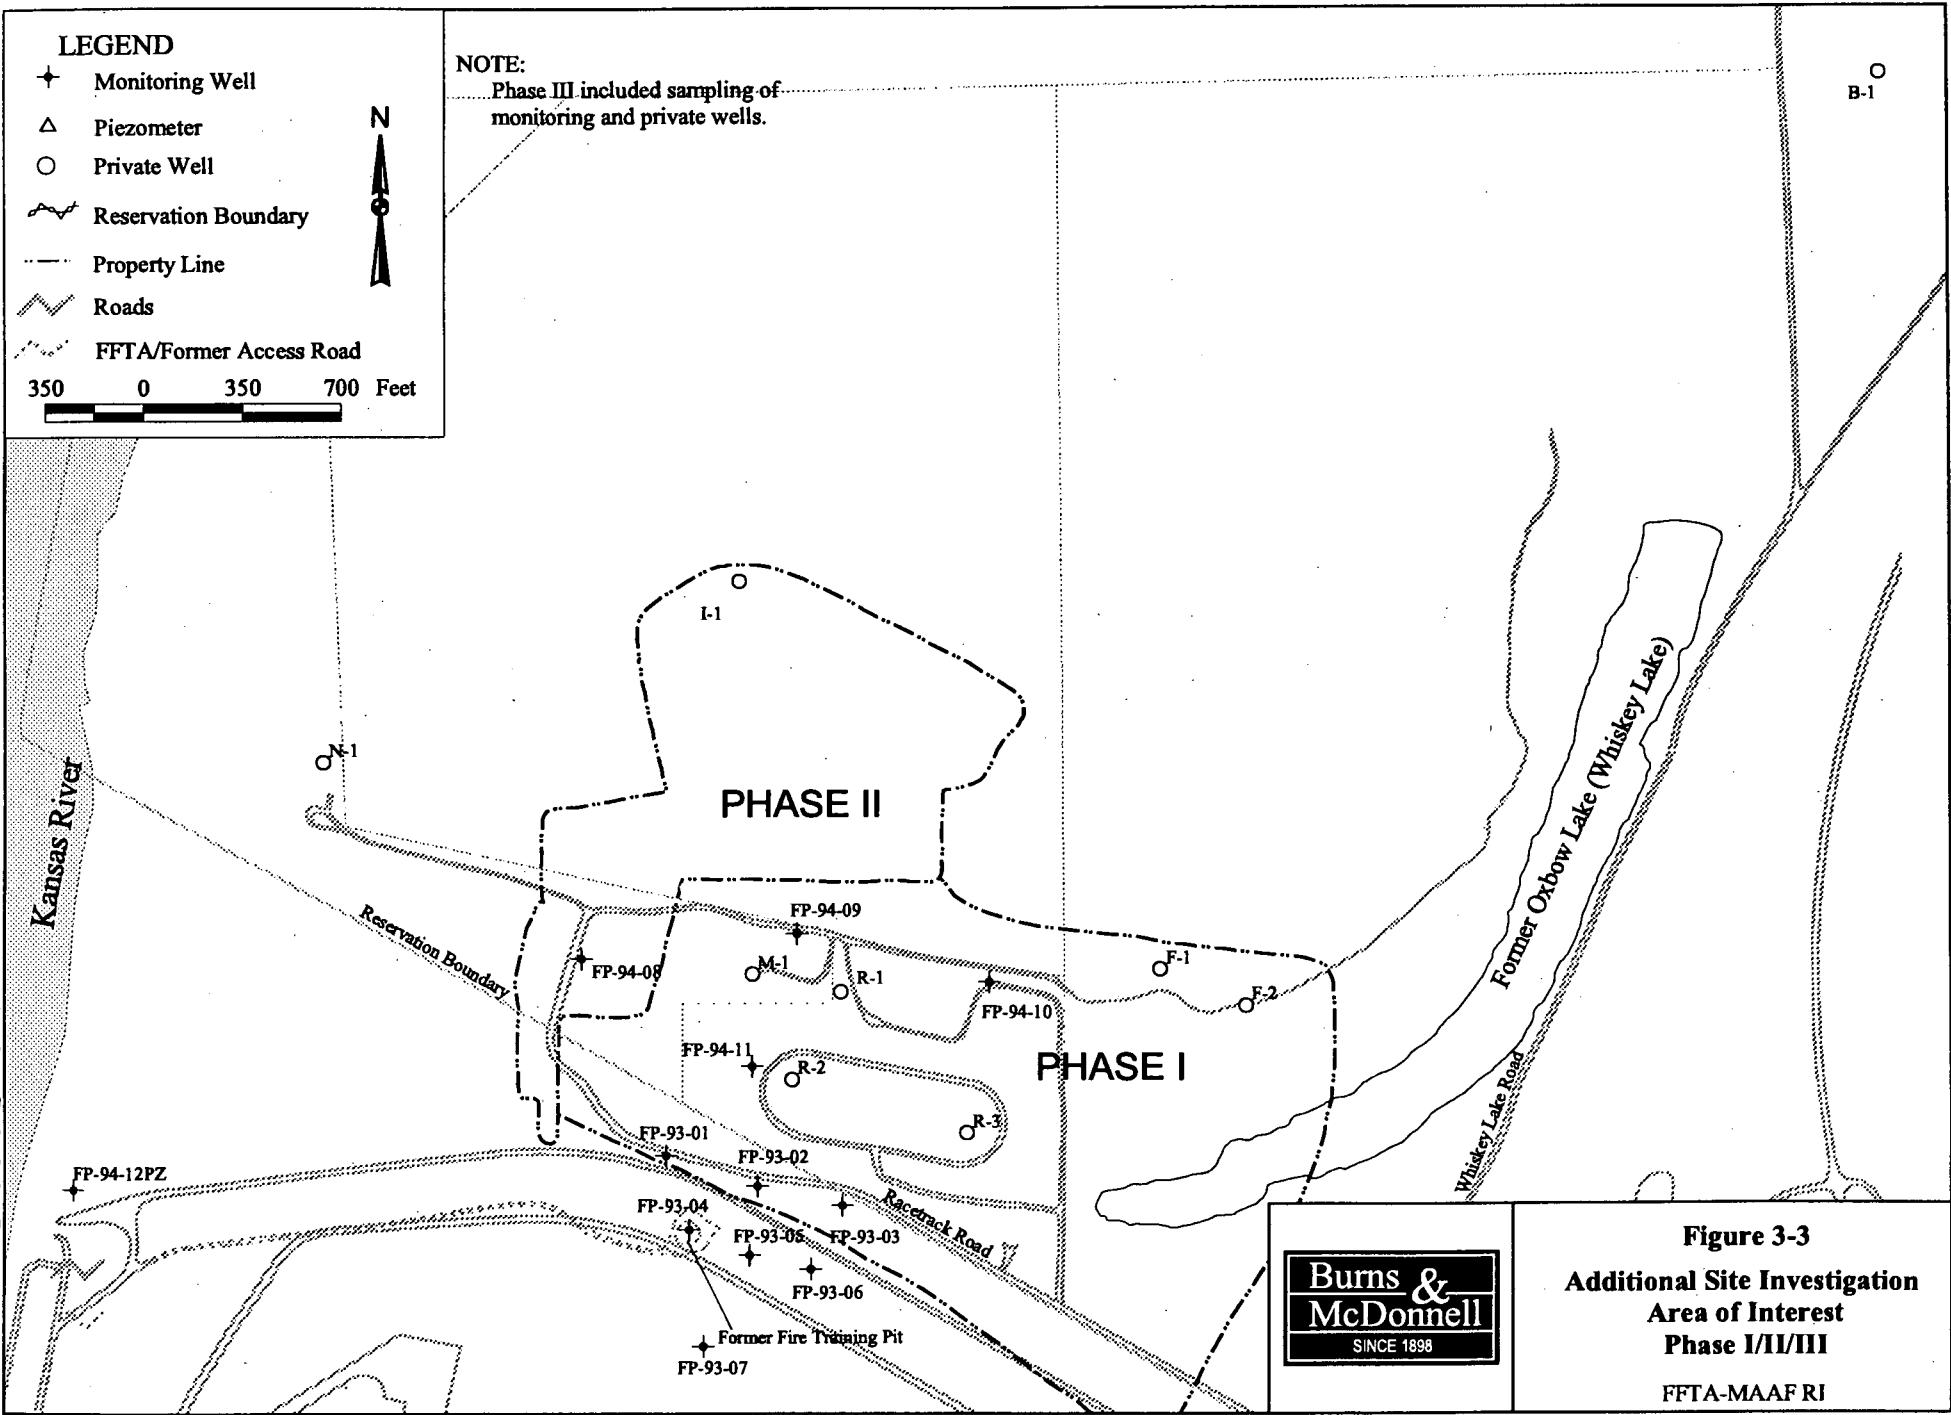 LEGEND
Monitoring Well
Piezometer
Private Well
Reservation Boundary
Property Line
Roads
FFTA/Former Access Road
350 0 350 700 Feet
N
NOTE:
Phase III included sampling of
monitoring and private wells.
B-1
I-1
N-1
PHASE II
Kansas River
Reservation Boundary
FP-94-09
FP-94-08
M-1
R-1
F-1
F-2
FP-94-10
FP-94-11
R-2
PHASE I
R-3
Former Oxbow Lake (Whiskey Lake)
Whiskey Lake Road
FP-93-01
FP-93-02
FP-94-12PZ
FP-93-04
FP-93-05
FP-93-03
Racetrack Road
FP-93-06
Former Fire Training Pit
FP-93-07
Burns &
McDonnell
SINCE 1898
Figure 3-3
Additional Site Investigation
Area of Interest
Phase I/II/III
FFTA-MAAF RI